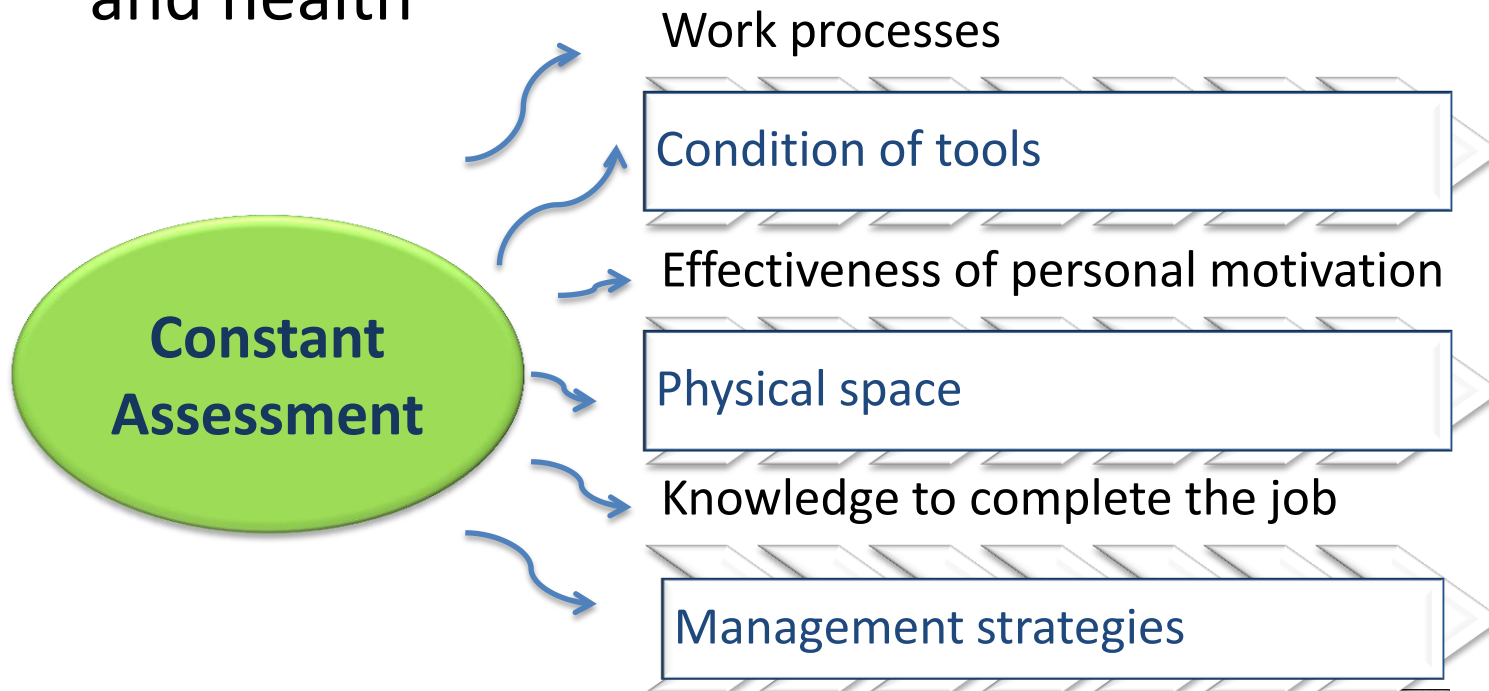 and health
Work processes
Condition of tools
Effectiveness of personal motivation
Constant
Assessment
Physical space
Knowledge to complete the job
Management strategies